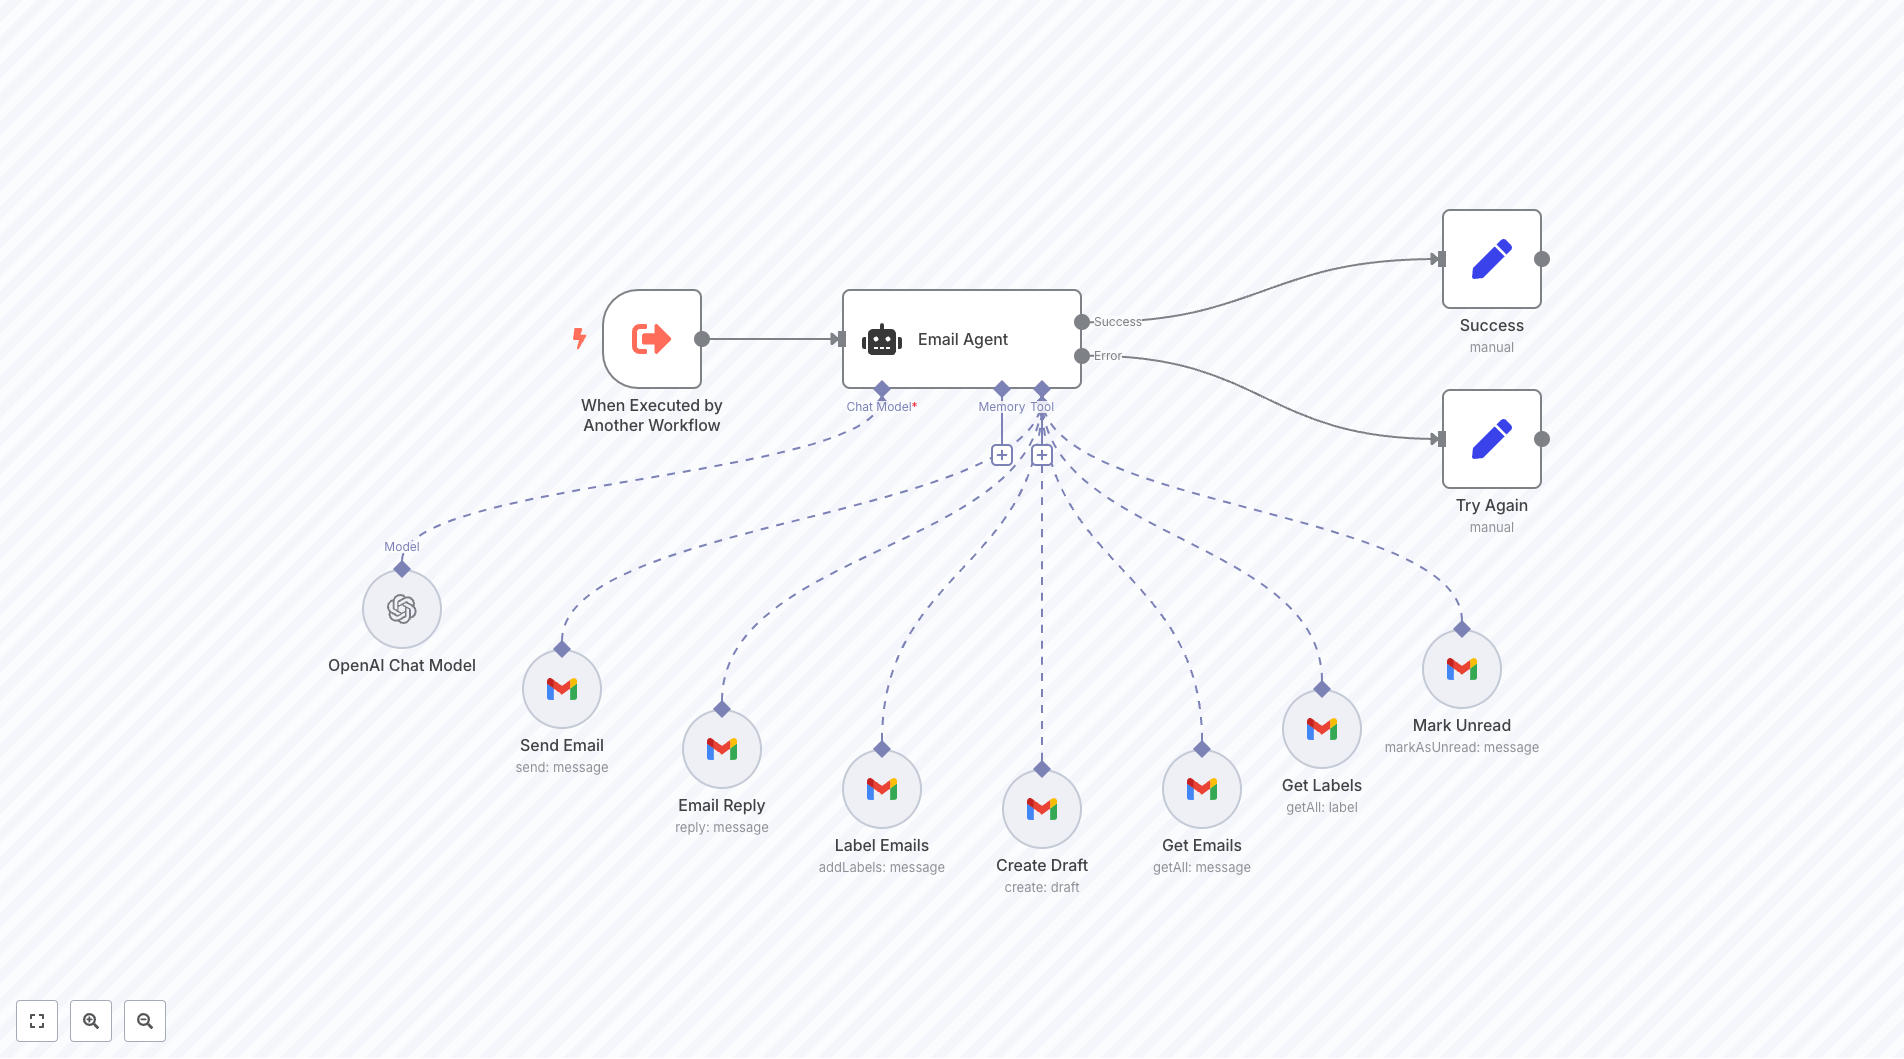 Success
manual
Success
When Executed by
Another Workflow
Email Agent
Error
Chat Model*
Memory
Tool
Try Again
manual
Model
OpenAI Chat Model
Send Email
send: message
Email Reply
reply: message
Label Emails
addLabels: message
Create Draft
create: draft
Get Emails
getAll: message
Get Labels
getAll: label
Mark Unread
markAsUnread: message